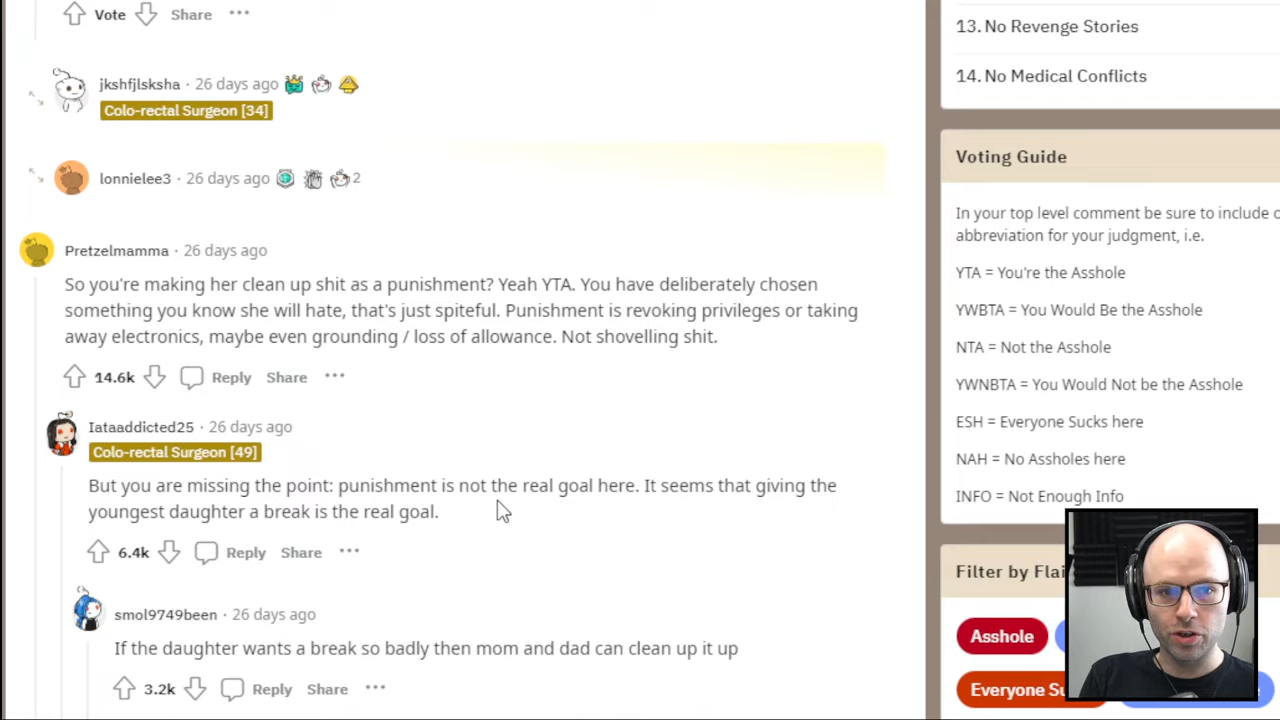 Vote Share ···
13. No Revenge Stories
14. No Medical Conflicts
jkshfjlsksha · 26 days ago
Colo-rectal Surgeon [34]
lonnielee3 · 26 days ago 2
Pretzelmamma · 26 days ago
So you're making her clean up shit as a punishment? Yeah YTA. You have deliberately chosen
something you know she will hate, that's just spiteful. Punishment is revoking privileges or taking
away electronics, maybe even grounding / loss of allowance. Not shovelling shit.
14.6k Reply Share ···
Iataaddicted25 · 26 days ago
Colo-rectal Surgeon [49]
But you are missing the point: punishment is not the real goal here. It seems that giving the
youngest daughter a break is the real goal.
6.4k Reply Share ···
smol9749been · 26 days ago
If the daughter wants a break so badly then mom and dad can clean up it up
3.2k Reply Share ···
Voting Guide
In your top level comment be sure to include
abbreviation for your judgment, i.e.
YTA = You're the Asshole
YWBTA = You Would Be the Asshole
NTA = Not the Asshole
YWNBTA = You Would Not be the Asshole
ESH = Everyone Sucks here
NAH = No Assholes here
INFO = Not Enough Info
Filter by Flai
Asshole
Everyone Su